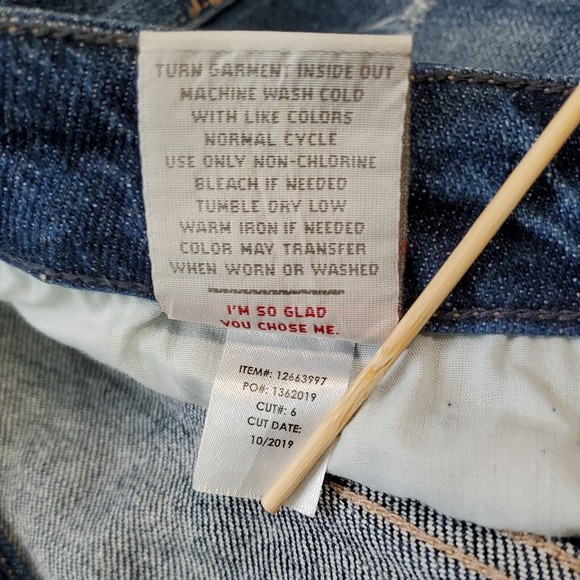 TURN GARMENT INSIDE OUT
MACHINE WASH COLD
WITH LIKE COLORS
NORMAL CYCLE
USE ONLY NON-CHLORINE
BLEACH IF NEEDED
TUMBLE DRY LOW
WARM IRON IF NEEDED
COLOR MAY TRANSFER
WHEN WORN OR WASHED
I'M SO GLAD
YOU CHOSE ME.
ITEM#: 12663997
PO#: 1362019
CUT#: 6
CUT DATE:
10/2019